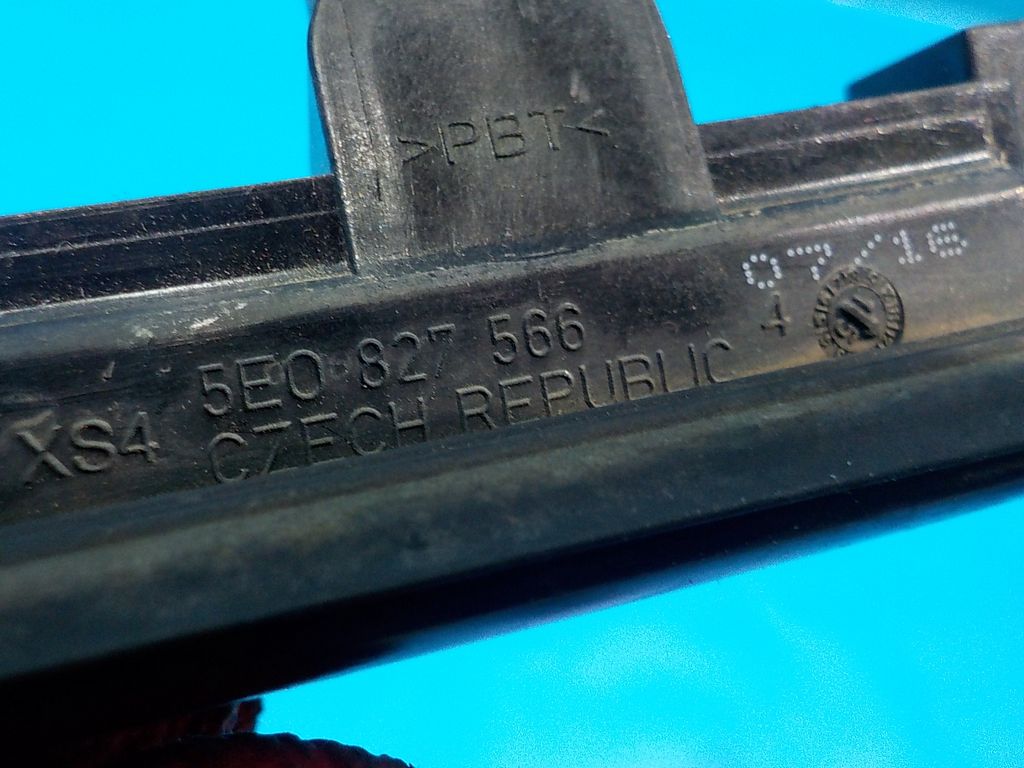 >PBT<
07/16
5E0 827 566
4
XS4
CZECH REPUBLIC